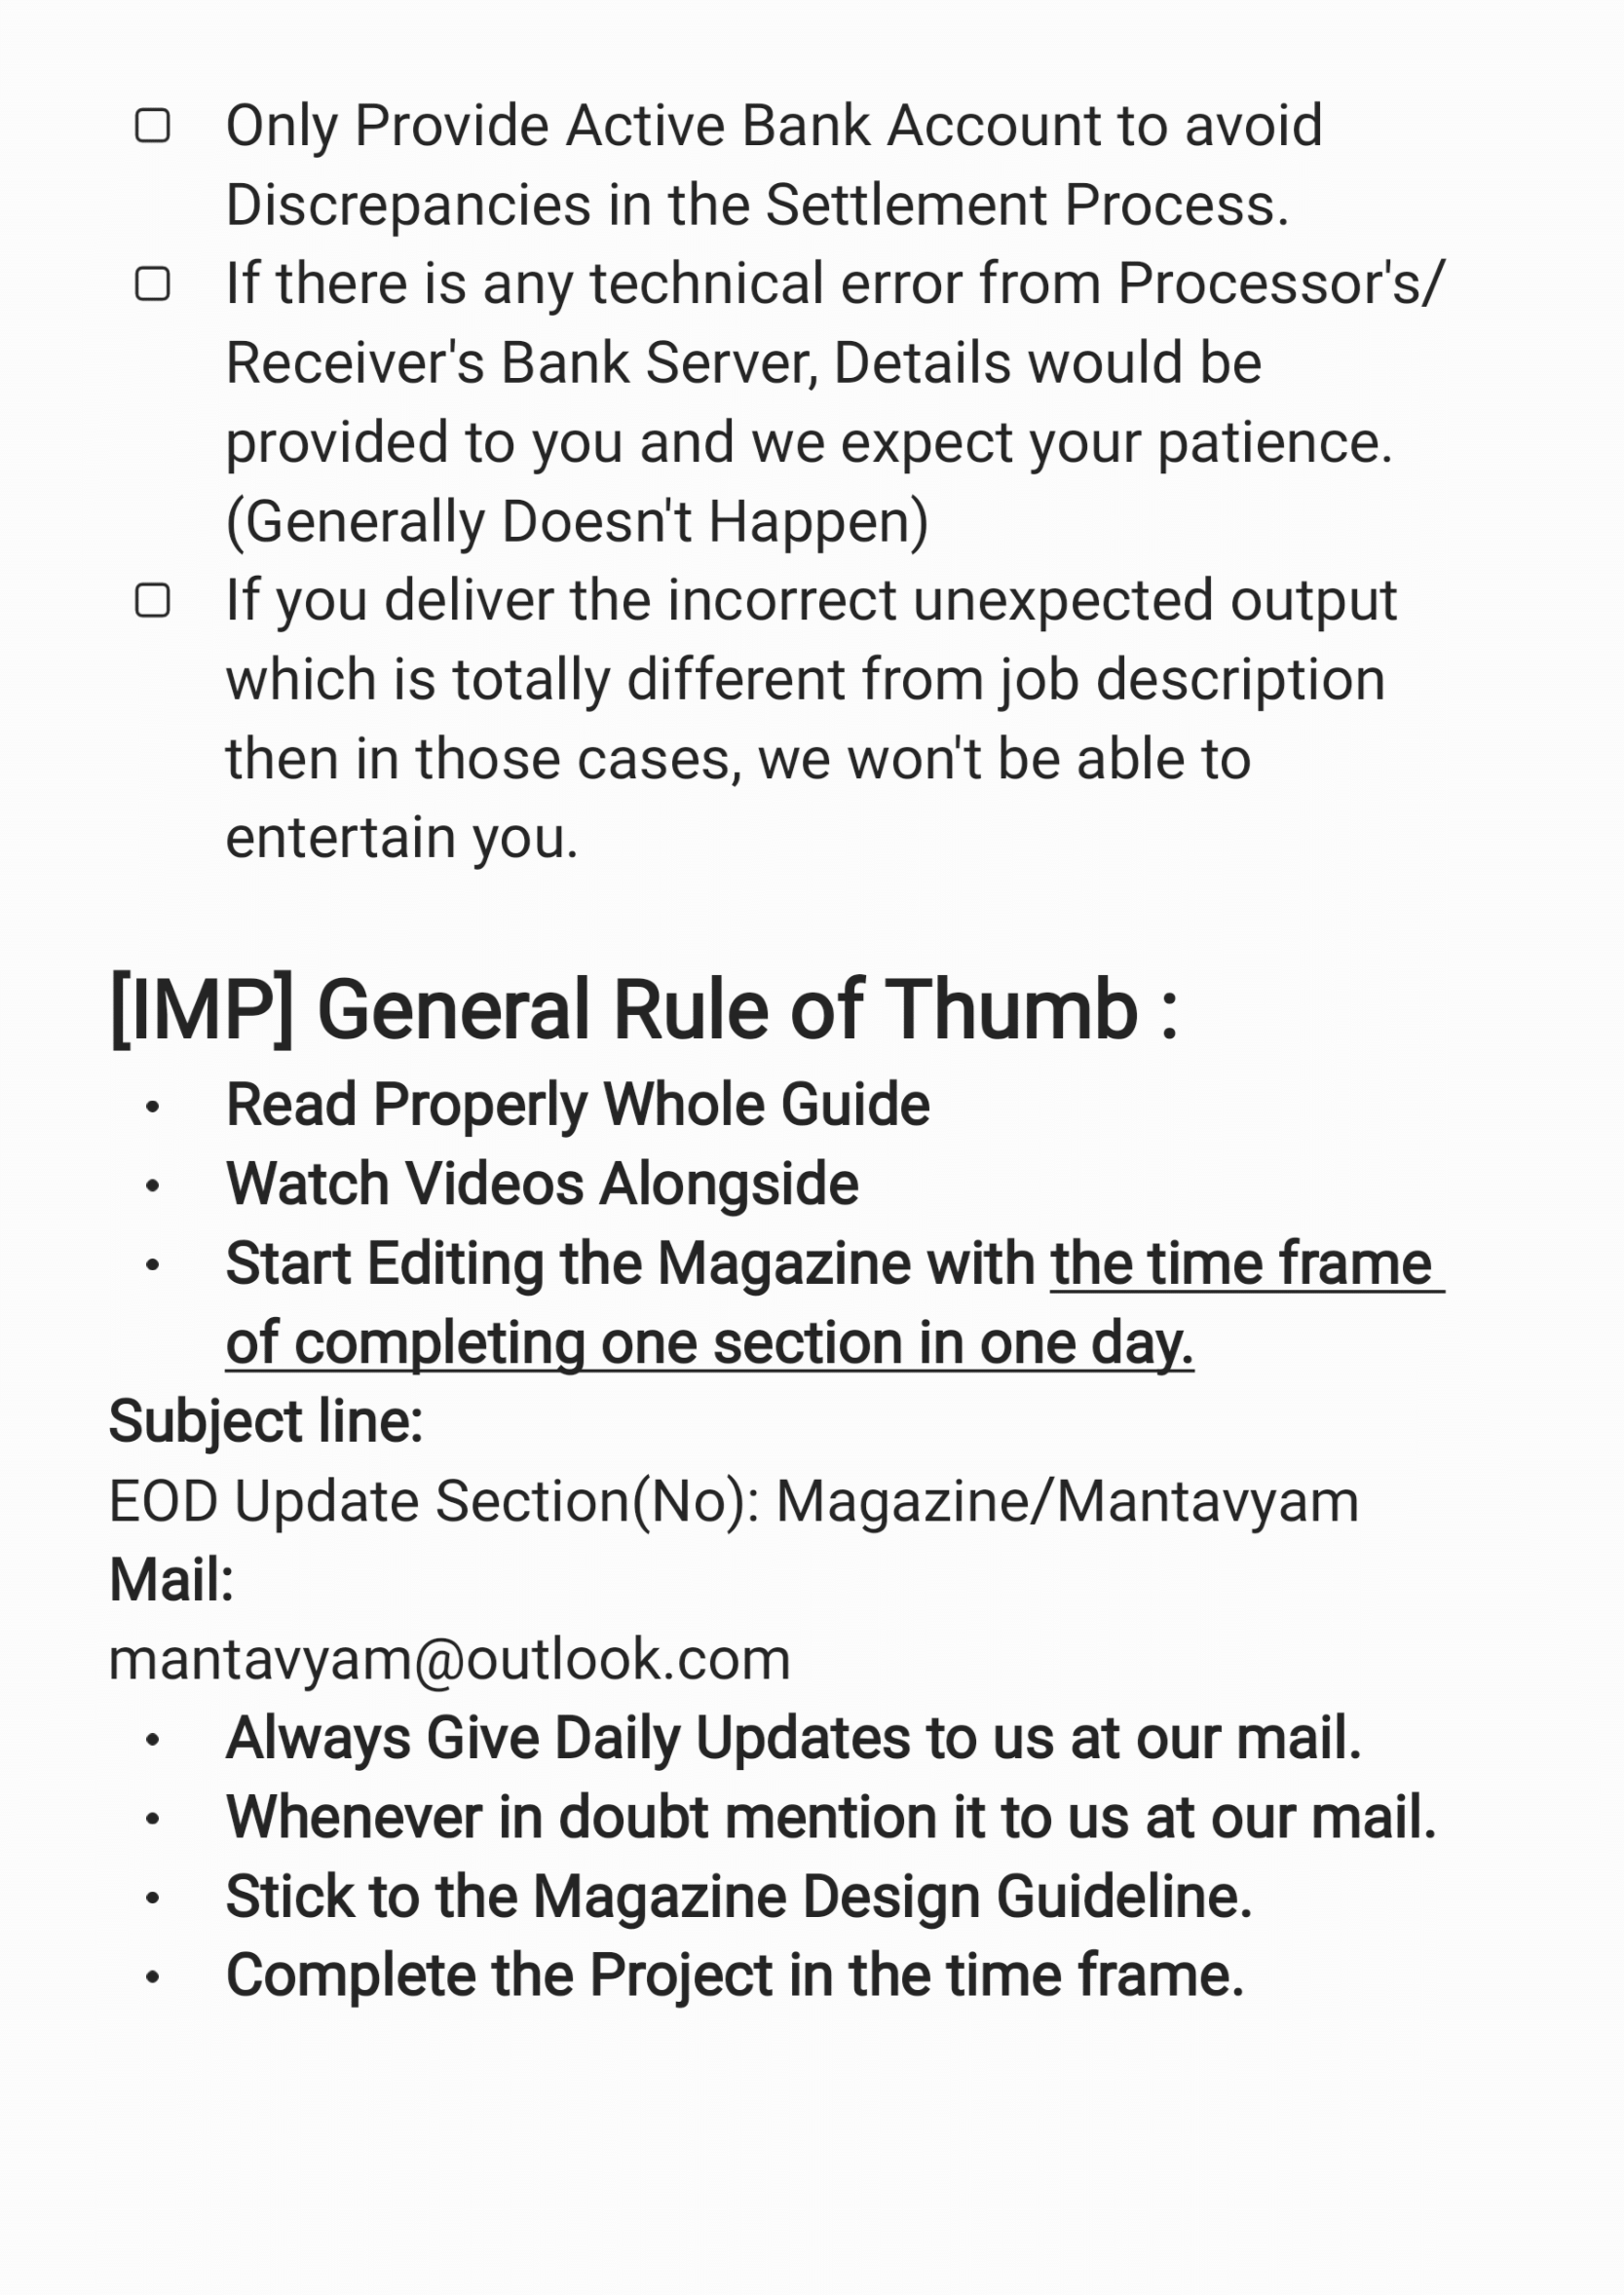 Only Provide Active Bank Account to avoid
Discrepancies in the Settlement Process.
If there is any technical error from Processor's/
Receiver's Bank Server, Details would be
provided to you and we expect your patience.
(Generally Doesn't Happen)
If you deliver the incorrect unexpected output
which is totally different from job description
then in those cases, we won't be able to
entertain you.
[IMP] General Rule of Thumb :
• Read Properly Whole Guide
• Watch Videos Alongside
• Start Editing the Magazine with the time frame
of completing one section in one day.
Subject line:
EOD Update Section(No): Magazine/Mantavyam
Mail:
mantavyam@outlook.com
• Always Give Daily Updates to us at our mail.
• Whenever in doubt mention it to us at our mail.
• Stick to the Magazine Design Guideline.
• Complete the Project in the time frame.